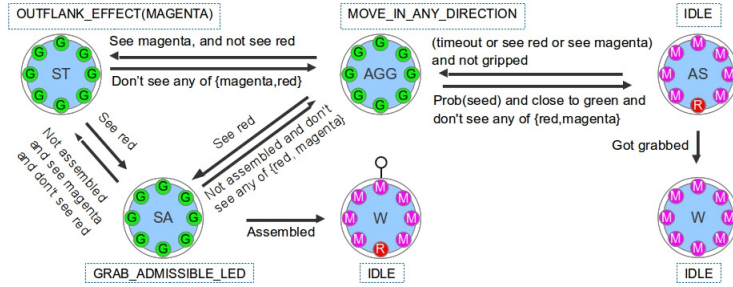 OUTFLANK_EFFECT(MAGENTA)
MOVE_IN_ANY_DIRECTION
IDLE
G G G G G G G G
ST
See magenta, and not see red
Don't see any of {magenta,red}
G G G G G G G G
AGG
(timeout or see red or see magenta)
and not gripped
Prob(seed) and close to green and
don't see any of {red,magenta}
M M M M M M M
AS
R
See red
Not assembled
and see magenta
and don't see red
See red
Not assembled and don't
see any of {red, magenta}
Got grabbed
G G G G G G G G
SA
Assembled
M M M M M M M
W
R
M M M M M M M M
W
GRAB_ADMISSIBLE_LED
IDLE
IDLE